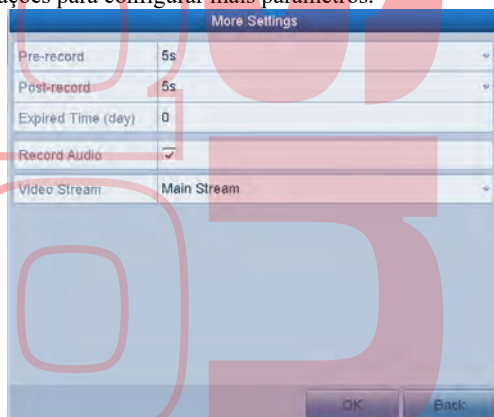 ações para configurar mais parâmetros.
More Settings
Pre-record 5s
Post-record 5s
Expired Time (day) 0
Record Audio
Video Stream Main Stream
OK Back